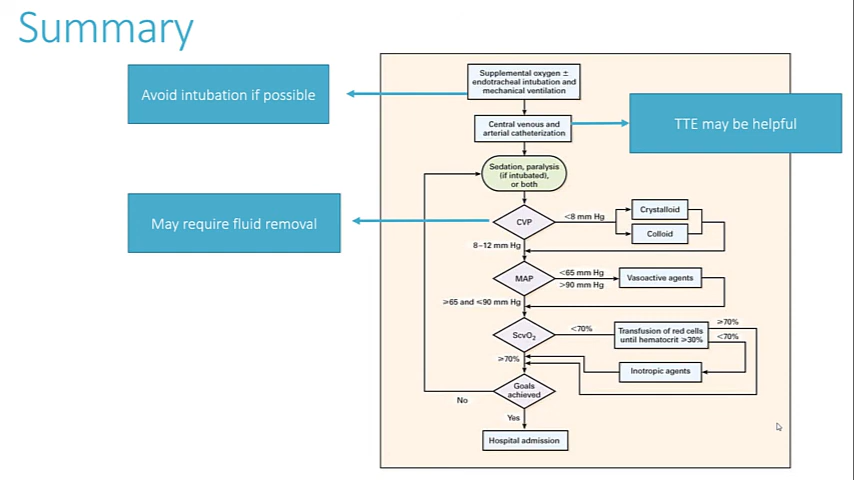 Summary
Avoid intubation if possible
Supplemental oxygen ±
endotracheal intubation and
mechanical ventilation
TTE may be helpful
Central venous and
arterial catheterization
Sedation, paralysis
(if intubated),
or both
May require fluid removal
CVP
<8 mm Hg
Crystalloid
Colloid
8–12 mm Hg
MAP
<65 mm Hg
>90 mm Hg
Vasoactive agents
≥65 and <90 mm Hg
ScvO2
<70%
Transfusion of red cells
until hematocrit ≥30%
≥70%
<70%
≥70%
Inotropic agents
Goals
achieved
No
Yes
Hospital admission